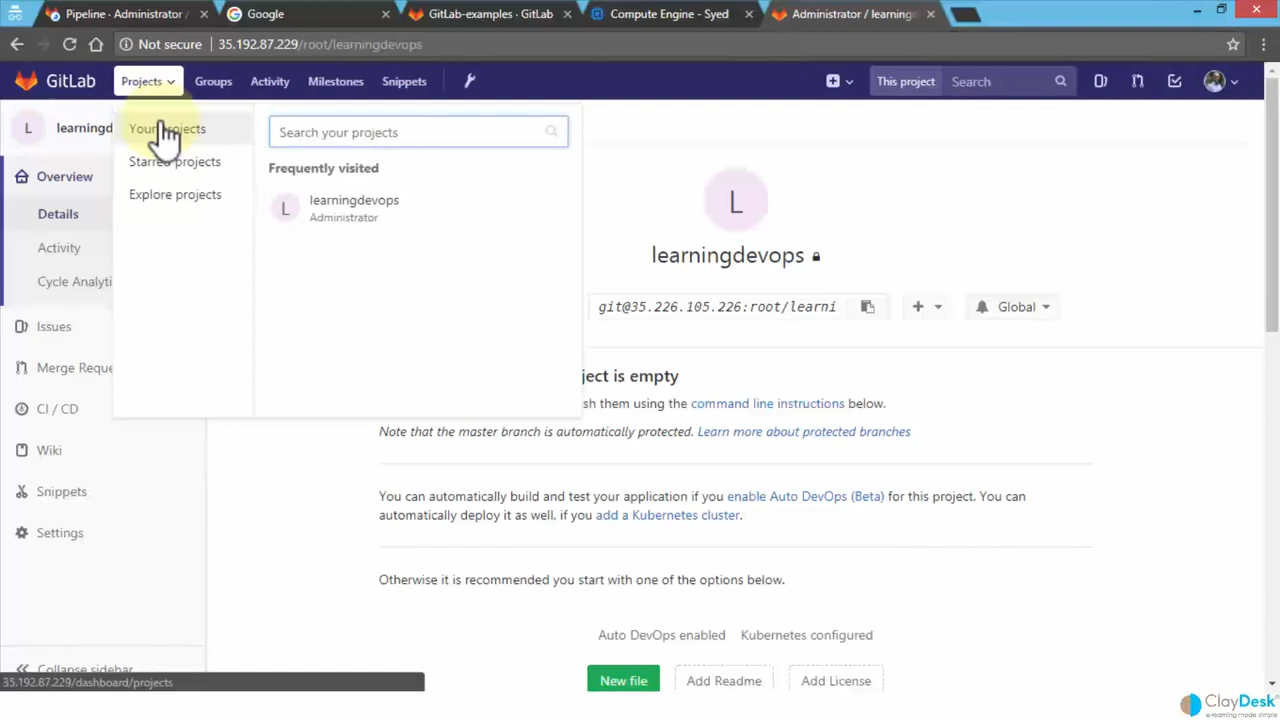 Pipeline · Administrator /
Google
GitLab-examples · GitLab
Compute Engine - Syed
Administrator / learning
Not secure 35.192.87.229/root/learningdevops
GitLab Projects Groups Activity Milestones Snippets This project Search
L learningd
Overview
Details
Activity
Cycle Analyti
Issues
Merge Reque
CI / CD
Wiki
Snippets
Settings
Collapse sidebar
Your projects
Starred projects
Explore projects
Search your projects
Frequently visited
L learningdevops
Administrator
L
learningdevops
git@35.226.105.226:root/learni
Global
ject is empty
sh them using the command line instructions below.
Note that the master branch is automatically protected. Learn more about protected branches
You can automatically build and test your application if you enable Auto DevOps (Beta) for this project. You can
automatically deploy it as well, if you add a Kubernetes cluster.
Otherwise it is recommended you start with one of the options below.
Auto DevOps enabled Kubernetes configured
New file Add Readme Add License
35.192.87.229/dashboard/projects
ClayDesk
e-learning made simple